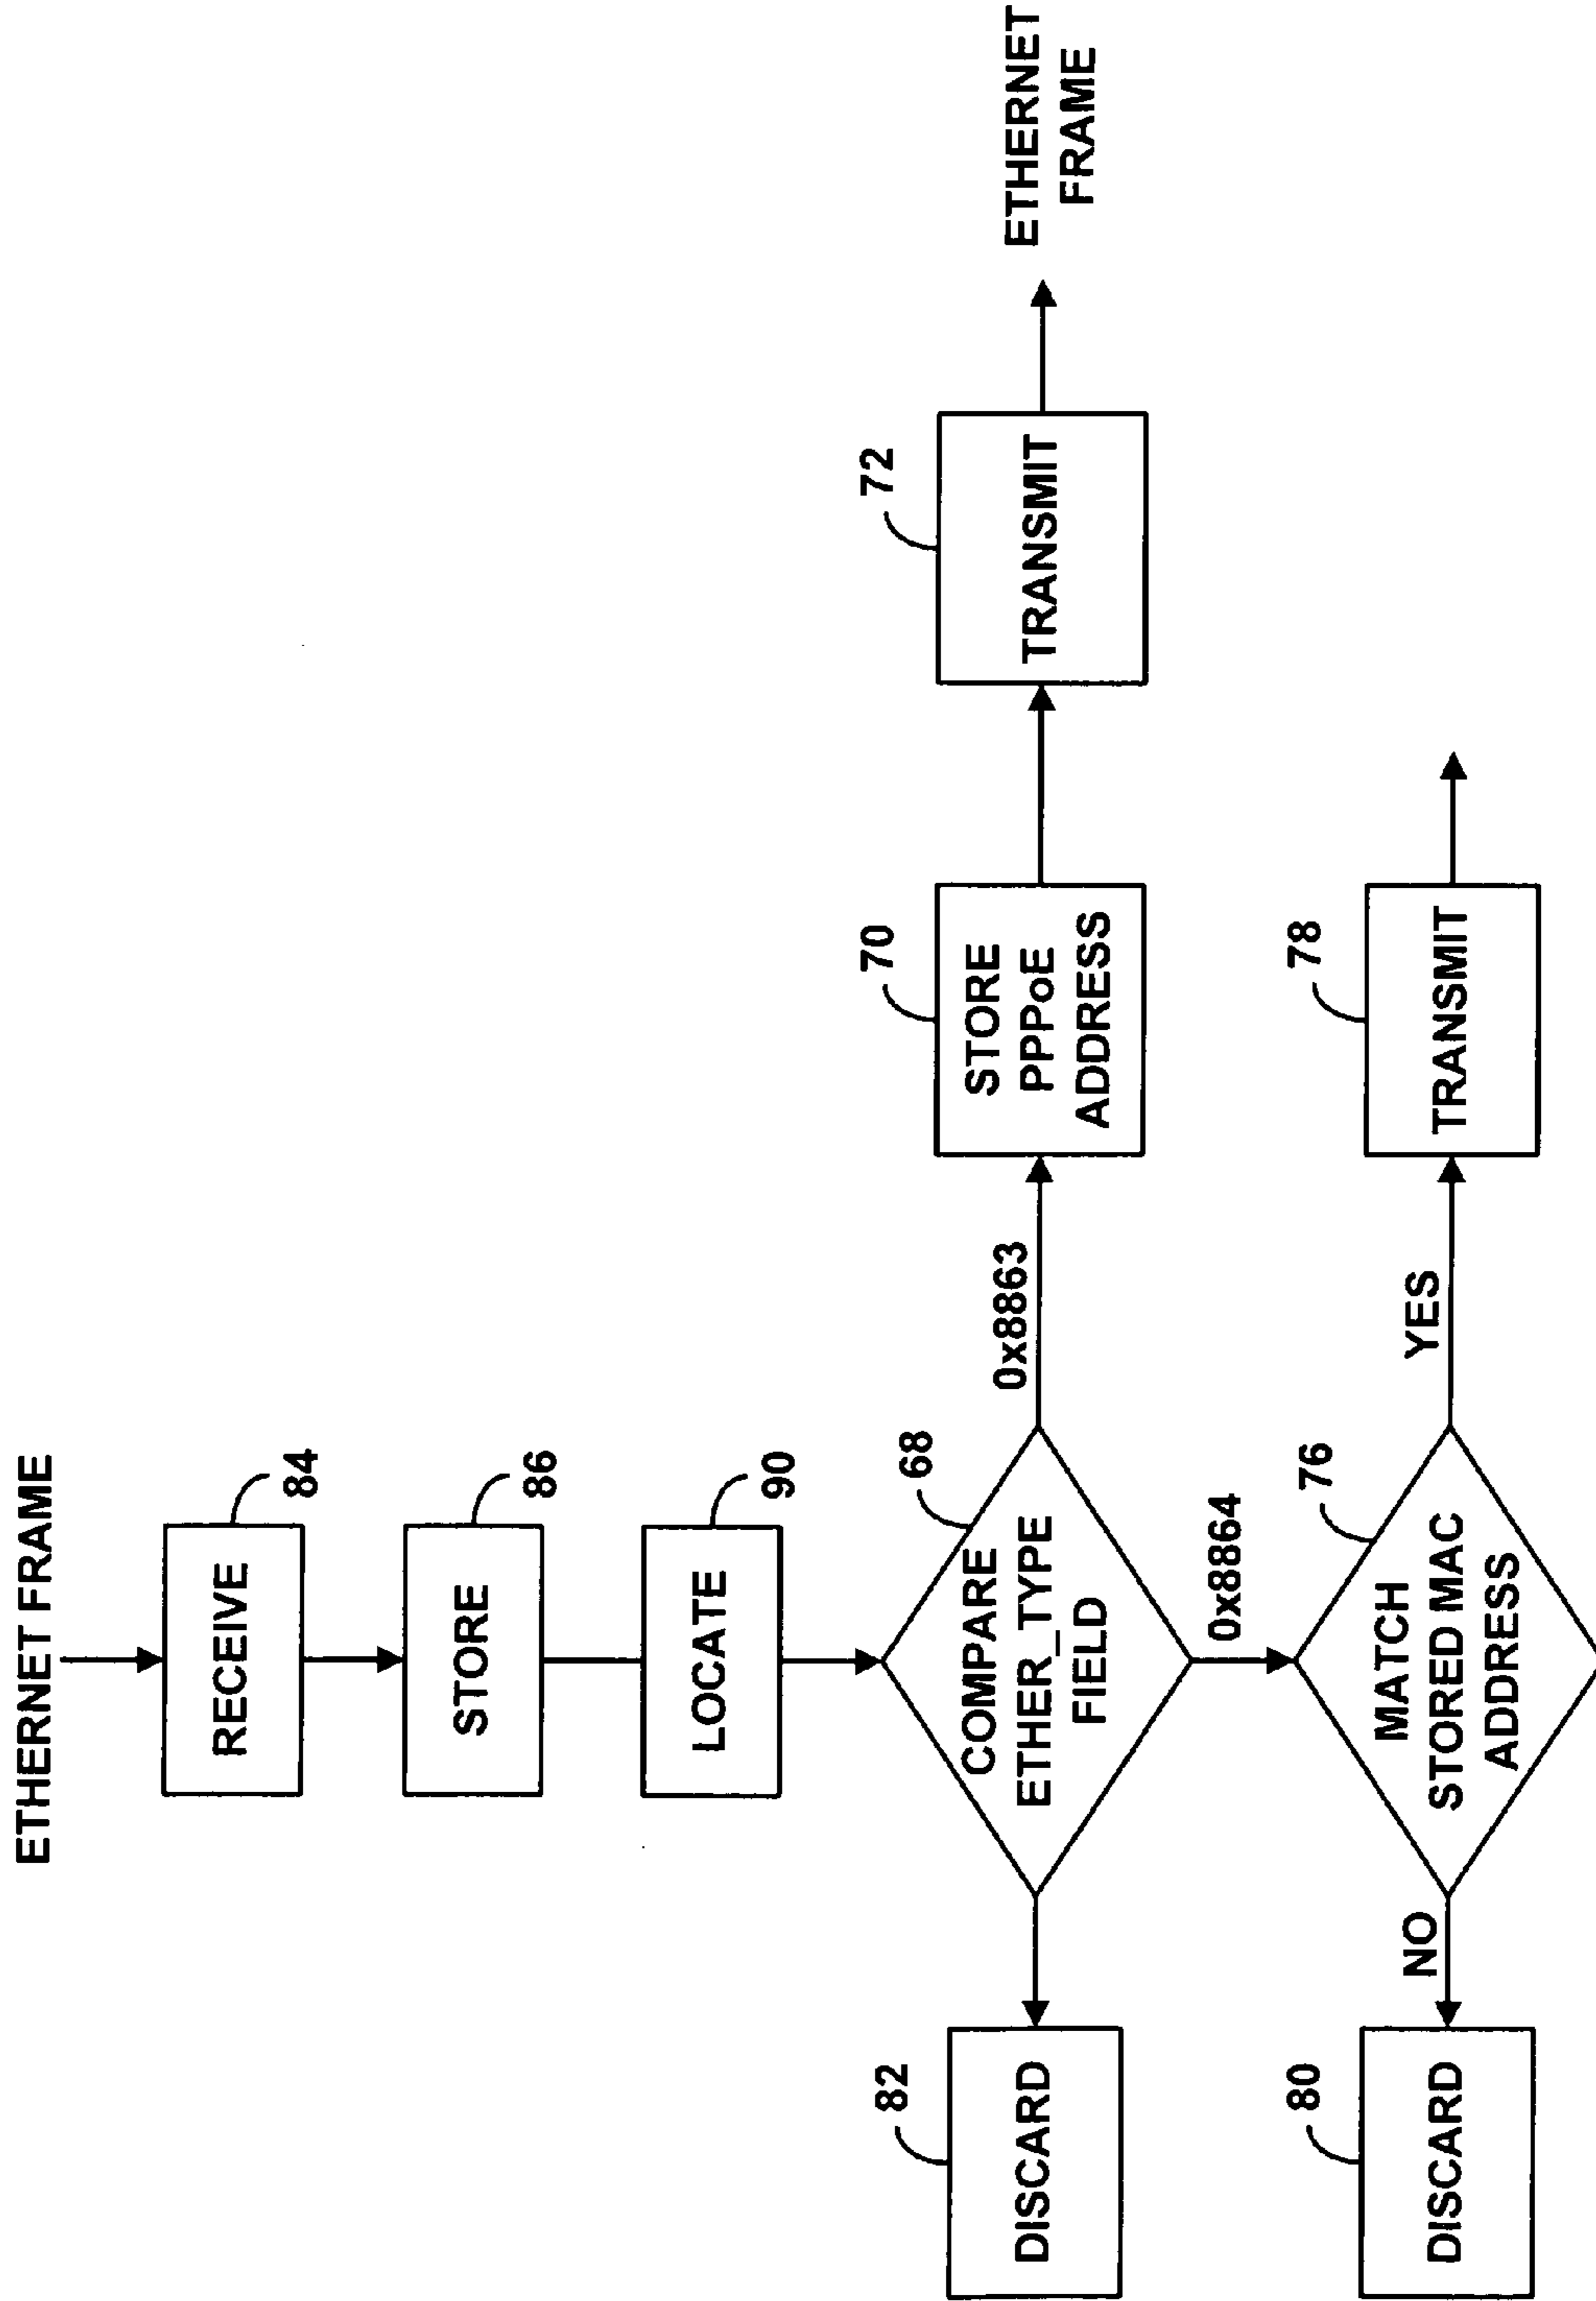 ETHERNET FRAME
RECEIVE
84
STORE
86
LOCATE
90
COMPARE
ETHER_TYPE
FIELD
68
0x8863
STORE
PPPoE
ADDRESS
70
TRANSMIT
72
ETHERNET
FRAME
DISCARD
82
0x8864
MATCH
STORED MAC
ADDRESS
76
YES
TRANSMIT
78
NO
DISCARD
80